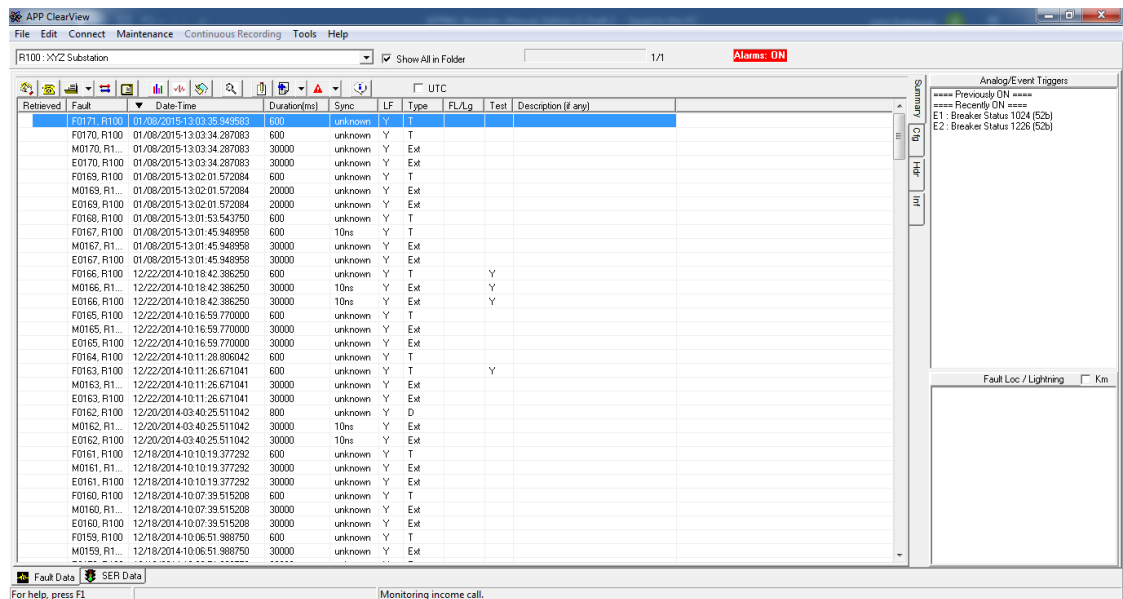 APP ClearView
File Edit Connect Maintenance Continuous Recording Tools Help
R100 : XYZ Substation Show All in Folder 1/1 Alarms: ON
UTC
Retrieved Fault Date-Time Duration(ms) Sync LF Type FL/Lg Test Description (if any)
F0171, R100 01/08/2015-13:03:35.949583 600 unknown Y T
F0170, R100 01/08/2015-13:03:34.287083 600 unknown Y T
M0170, R1... 01/08/2015-13:03:34.287083 30000 unknown Y Ext
E0170, R100 01/08/2015-13:03:34.287083 30000 unknown Y Ext
F0169, R100 01/08/2015-13:02:01.572084 600 unknown Y T
M0169, R1... 01/08/2015-13:02:01.572084 20000 unknown Y Ext
E0169, R100 01/08/2015-13:02:01.572084 20000 unknown Y Ext
F0168, R100 01/08/2015-13:01:53.543750 600 unknown Y T
F0167, R100 01/08/2015-13:01:45.948958 600 10ns Y T
M0167, R1... 01/08/2015-13:01:45.948958 30000 unknown Y Ext
E0167, R100 01/08/2015-13:01:45.948958 30000 unknown Y Ext
F0166, R100 12/22/2014-10:18:42.386250 600 unknown Y T Y
M0166, R1... 12/22/2014-10:18:42.386250 30000 10ns Y Ext Y
E0166, R100 12/22/2014-10:18:42.386250 30000 10ns Y Ext Y
F0165, R100 12/22/2014-10:16:59.770000 600 unknown Y T
M0165, R1... 12/22/2014-10:16:59.770000 30000 unknown Y Ext
E0165, R100 12/22/2014-10:16:59.770000 30000 unknown Y Ext
F0164, R100 12/22/2014-10:11:28.806042 600 unknown Y T
F0163, R100 12/22/2014-10:11:26.671041 600 unknown Y T Y
M0163, R1... 12/22/2014-10:11:26.671041 30000 unknown Y Ext
E0163, R100 12/22/2014-10:11:26.671041 30000 unknown Y Ext
F0162, R100 12/20/2014-03:40:25.511042 800 unknown Y D
M0162, R1... 12/20/2014-03:40:25.511042 30000 10ns Y Ext
E0162, R100 12/20/2014-03:40:25.511042 30000 10ns Y Ext
F0161, R100 12/18/2014-10:10:19.377292 600 unknown Y T
M0161, R1... 12/18/2014-10:10:19.377292 30000 unknown Y Ext
E0161, R100 12/18/2014-10:10:19.377292 30000 unknown Y Ext
F0160, R100 12/18/2014-10:07:39.515208 600 unknown Y T
M0160, R1... 12/18/2014-10:07:39.515208 30000 unknown Y Ext
E0160, R100 12/18/2014-10:07:39.515208 30000 unknown Y Ext
F0159, R100 12/18/2014-10:06:51.988750 600 unknown Y T
M0159, R1... 12/18/2014-10:06:51.988750 30000 unknown Y Ext
Summary
Cfg
Hdr
Inf
Analog/Event Triggers
==== Previously ON ====
==== Recently ON ====
E1 : Breaker Status 1024 (52b)
E2 : Breaker Status 1226 (52b)
Fault Loc / Lightning Km
Fault Data SER Data
For help, press F1 Monitoring income call.